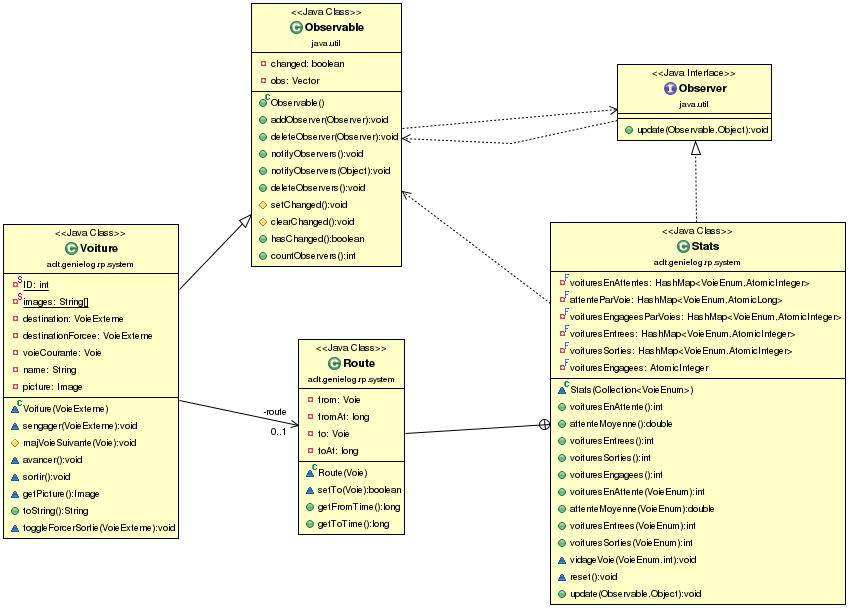 <<Java Class>>
Observable
java.util
changed: boolean
obs: Vector
Observable()
addObserver(Observer):void
deleteObserver(Observer):void
notifyObservers():void
notifyObservers(Object):void
deleteObservers():void
setChanged():void
clearChanged():void
hasChanged():boolean
countObservers():int
<<Java Interface>>
Observer
java.util
update(Observable,Object):void
<<Java Class>>
Voiture
adt.genielog.rp.system
ID: int
images: String[]
destination: VoieExterne
destinationForcee: VoieExterne
voieCourante: Voie
name: String
picture: Image
Voiture(VoieExterne)
sengager(VoieExterne):void
majVoieSuivante(Voie):void
avancer():void
sortir():void
getPicture():Image
toString():String
toggleForcerSortie(VoieExterne):void
-route
0..1
<<Java Class>>
Route
adt.genielog.rp.system
from: Voie
fromAt: long
to: Voie
toAt: long
Route(Voie)
setTo(Voie):boolean
getFromTime():long
getToTime():long
<<Java Class>>
Stats
adt.genielog.rp.system
voituresEnAttentes: HashMap<VoieEnum,AtomicInteger>
attenteParVoie: HashMap<VoieEnum,AtomicLong>
voituresEngageesParVoies: HashMap<VoieEnum,AtomicInteger>
voituresEntrees: HashMap<VoieEnum,AtomicInteger>
voituresSorties: HashMap<VoieEnum,AtomicInteger>
voituresEngagees: AtomicInteger
Stats(Collection<VoieEnum>)
voituresEnAttente():int
attenteMoyenne():double
voituresEntrees():int
voituresSorties():int
voituresEngagees():int
voituresEnAttente(VoieEnum):int
attenteMoyenne(VoieEnum):double
voituresEntrees(VoieEnum):int
voituresSorties(VoieEnum):int
vidageVoie(VoieEnum,int):void
reset():void
update(Observable,Object):void